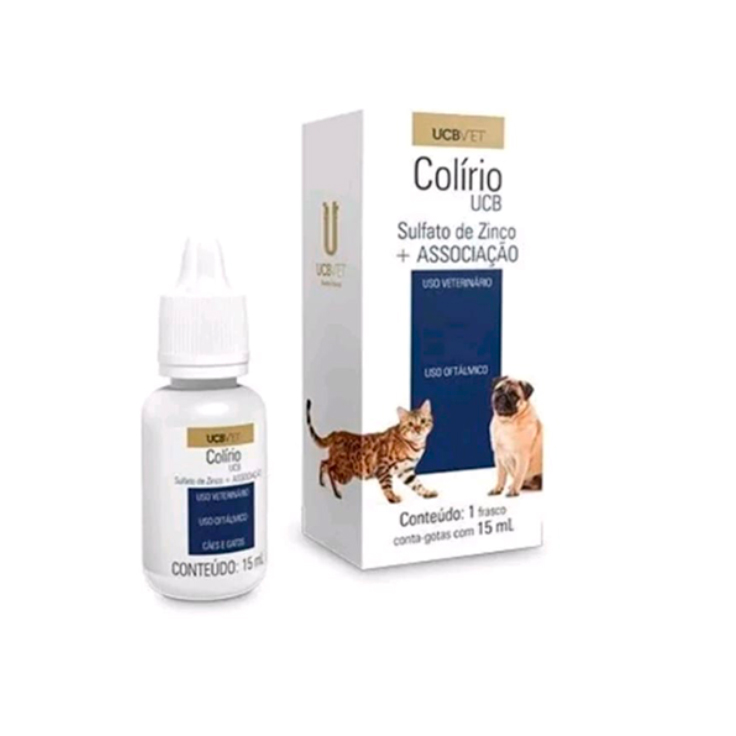 UCBVET
Colírio
UCB
Sulfato de Zinco
+ ASSOCIAÇÃO
USO VETERINÁRIO
USO OFTÁLMICO
Conteúdo: 1 frasco
conta-gotas com 15 mL
UCBVET
UCBVET
Colírio
UCB
Sulfato de Zinco + ASSOCIAÇÃO
USO VETERINÁRIO
USO OFTÁLMICO
CÃES E GATOS
CONTEÚDO: 15 mL